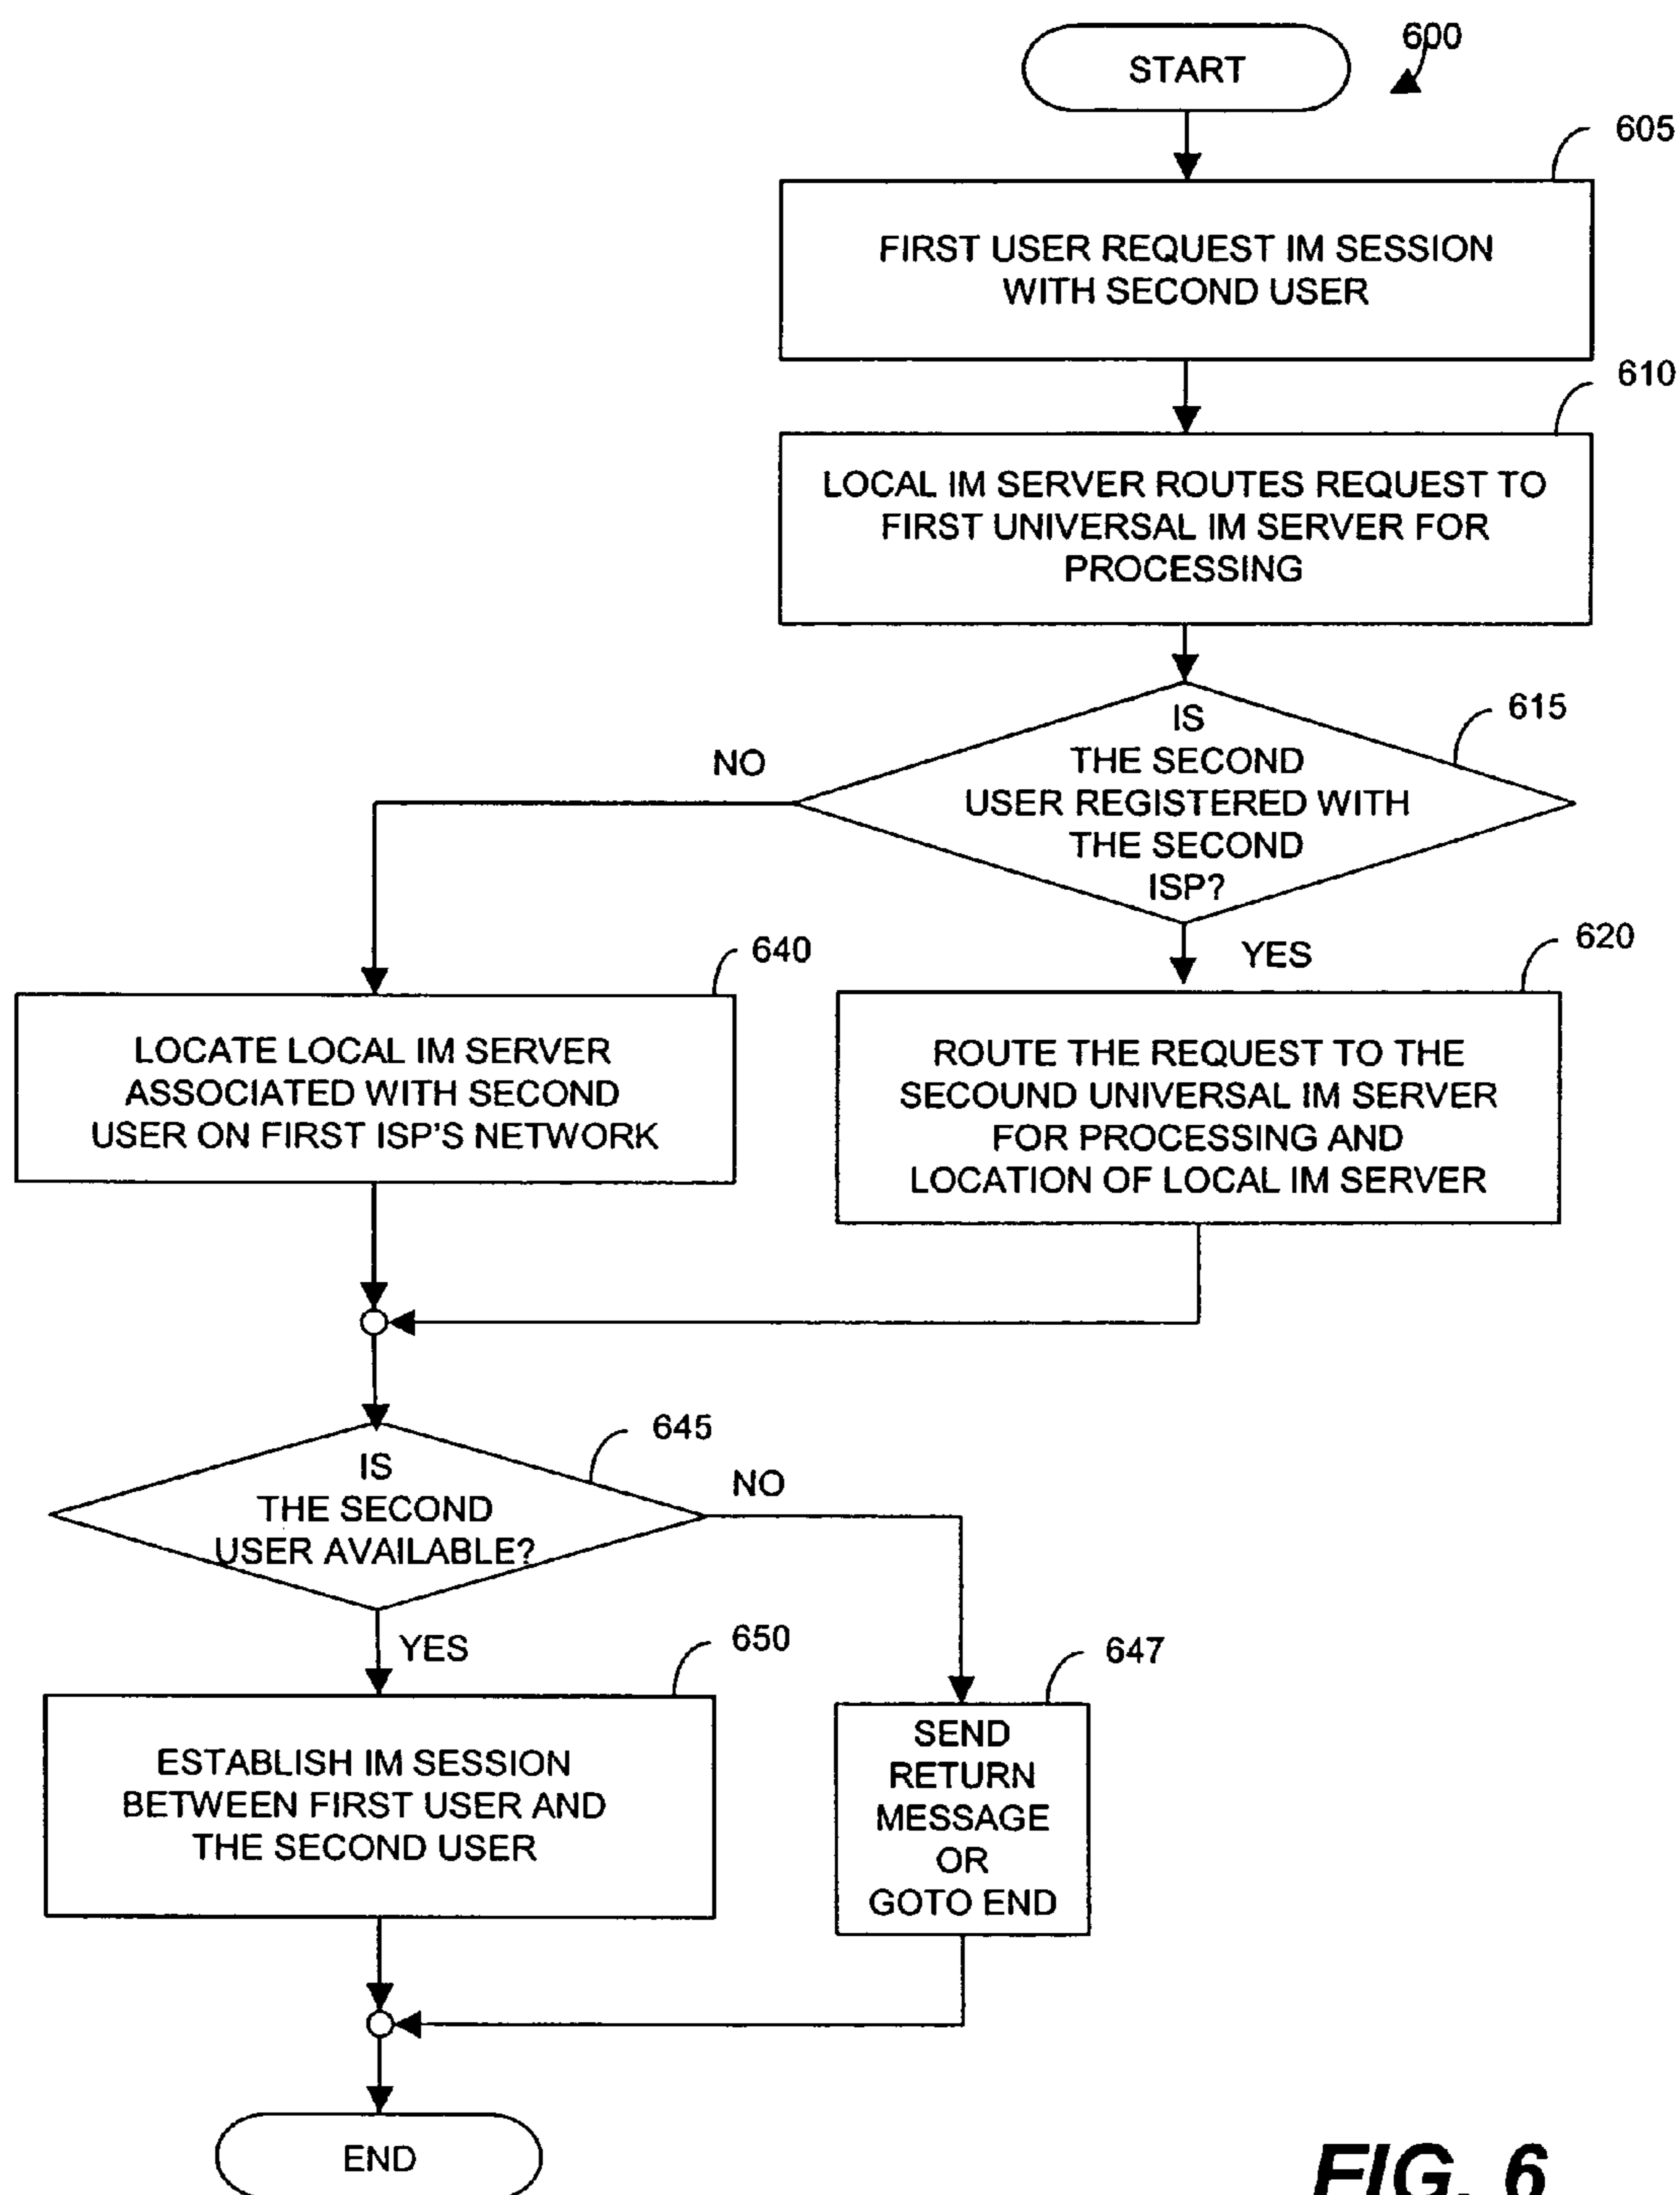 START
600
605
FIRST USER REQUEST IM SESSION
WITH SECOND USER
610
LOCAL IM SERVER ROUTES REQUEST TO
FIRST UNIVERSAL IM SERVER FOR
PROCESSING
615
IS
THE SECOND
USER REGISTERED WITH
THE SECOND
ISP?
NO
YES
640
LOCATE LOCAL IM SERVER
ASSOCIATED WITH SECOND
USER ON FIRST ISP'S NETWORK
620
ROUTE THE REQUEST TO THE
SECOUND UNIVERSAL IM SERVER
FOR PROCESSING AND
LOCATION OF LOCAL IM SERVER
645
IS
THE SECOND
USER AVAILABLE?
NO
YES
650
ESTABLISH IM SESSION
BETWEEN FIRST USER AND
THE SECOND USER
647
SEND
RETURN
MESSAGE
OR
GOTO END
END
FIG. 6